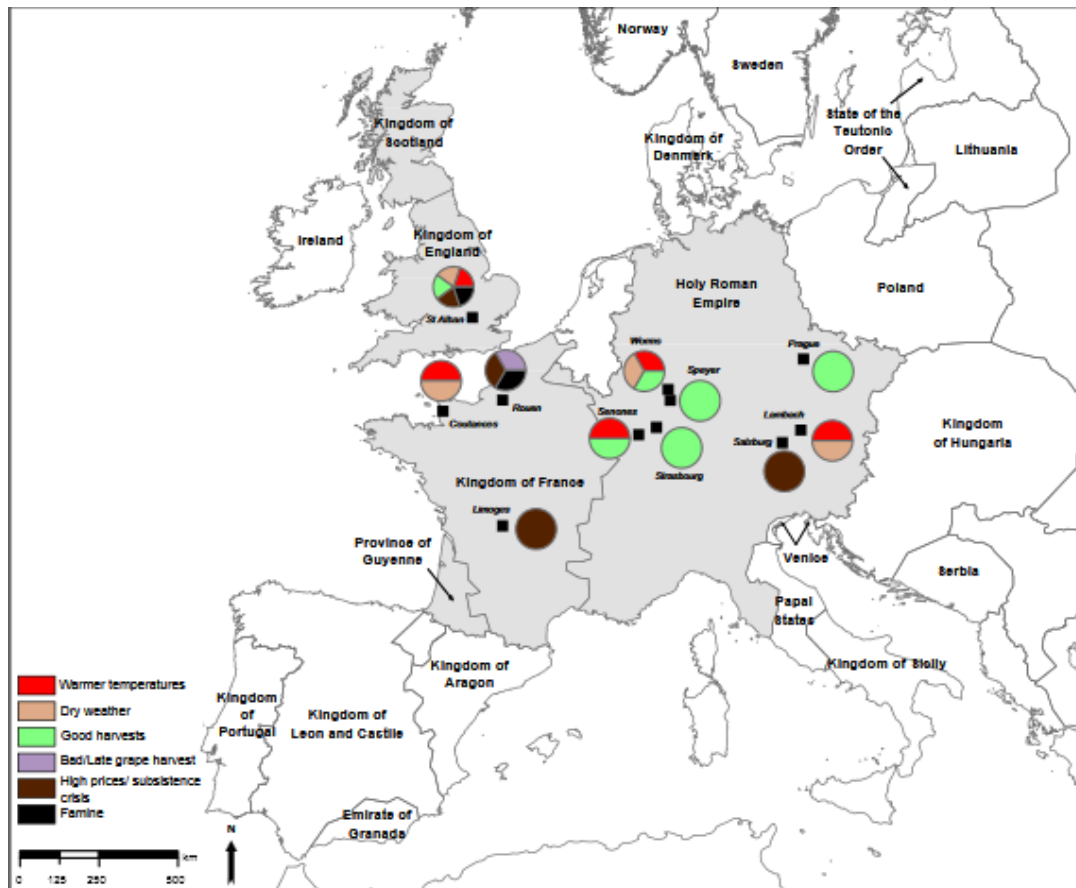 Norway
Sweden
Kingdom of
Scotland
Kingdom of
Denmark
State of the
Teutonic
Order
Lithuania
Ireland
Kingdom of
England
Holy Roman
Empire
Poland
St Alban
Worms
Prague
Speyer
Rouen
Coutances
Senones
Lambach
Salzburg
Kingdom
of Hungaria
Strasbourg
Kingdom of France
Limoges
Province of
Guyenne
Venice
Serbia
Papal
States
Kingdom of
Aragon
Kingdom of Sicily
Kingdom
of
Portugal
Kingdom of
Leon and Castile
Emirate of
Granada
Warmer temperatures
Dry weather
Good harvests
Bad/Late grape harvest
High prices/ subsistence
crisis
Famine
N
km
0 125 250 500